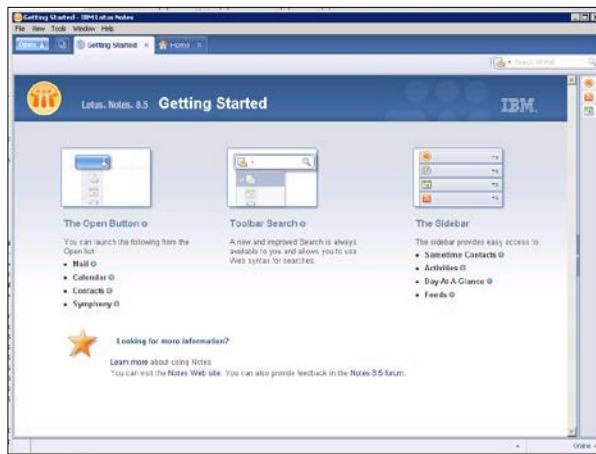 Getting Started - IBM Lotus Notes
File View Tools Window Help
Open Getting Started × Home ×
Search All Mail
Lotus. Notes. 8.5 Getting Started IBM.
The Open Button
You can launch the following from the
Open list:
• Mail
• Calendar
• Contacts
• Symphony
Toolbar Search
A new and improved Search is always
available to you and allows you to use
Web syntax for searches.
The Sidebar
The sidebar provides easy access to
• Sametime Contacts
• Activities
• Day-At-A-Glance
• Feeds
Looking for more information?
Learn more about using Notes.
You can visit the Notes Web site. You can also provide feedback in the Notes 8.5 forum.
Online